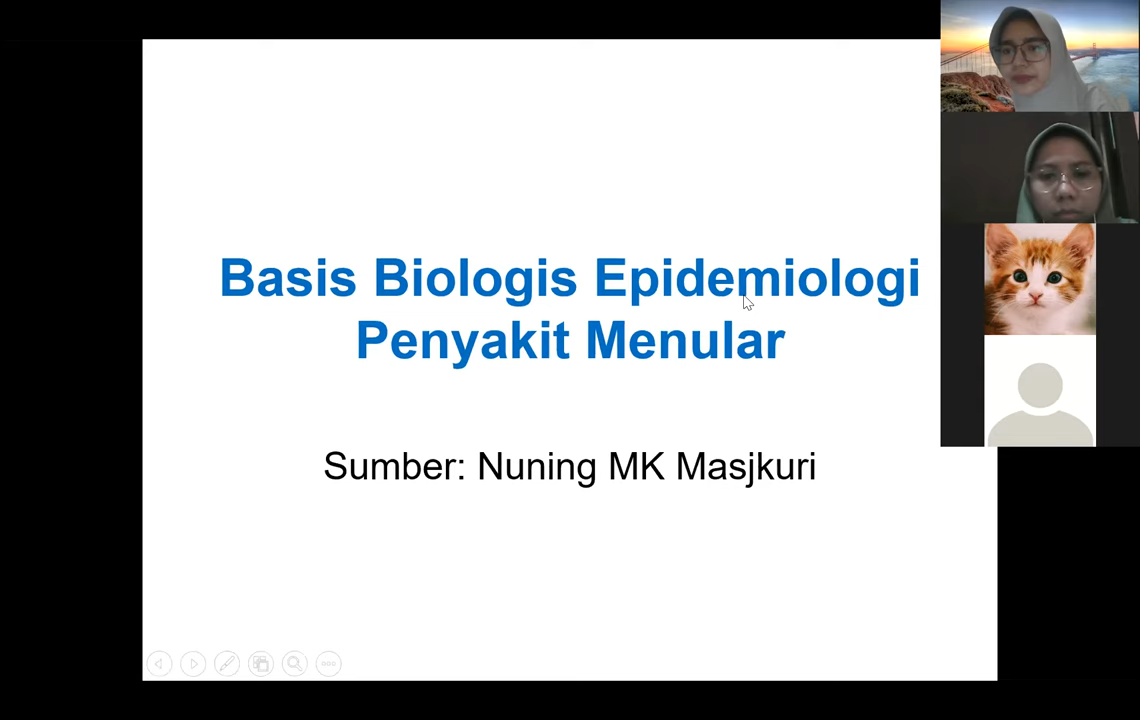 Basis Biologis Epidemiologi
Penyakit Menular
Sumber: Nuning MK Masjkuri